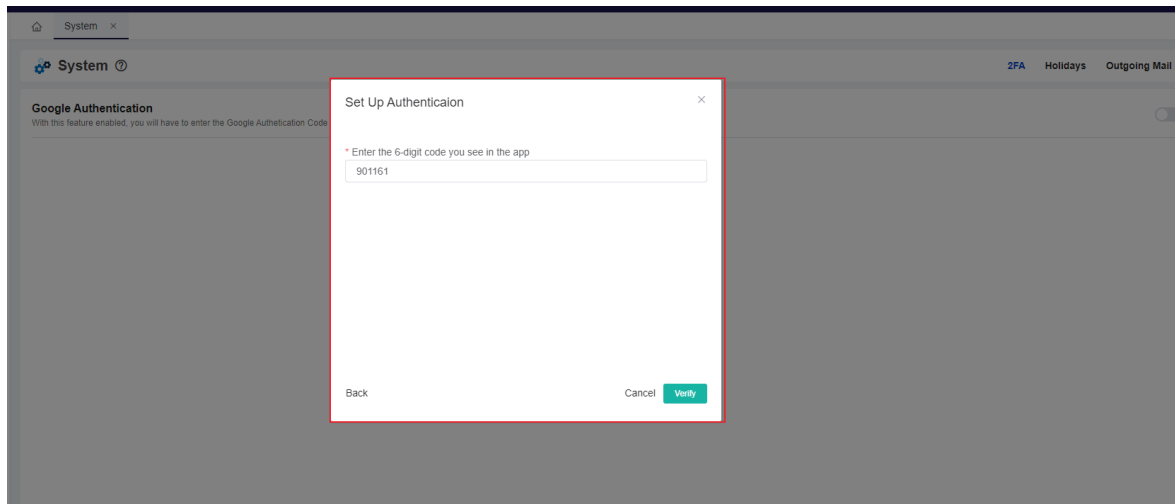 System ×
System ?
2FA Holidays Outgoing Mail
Google Authentication
With this feature enabled, you will have to enter the Google Authetication Code
Set Up Authenticaion ×
* Enter the 6-digit code you see in the app
901161
Back Cancel Verify